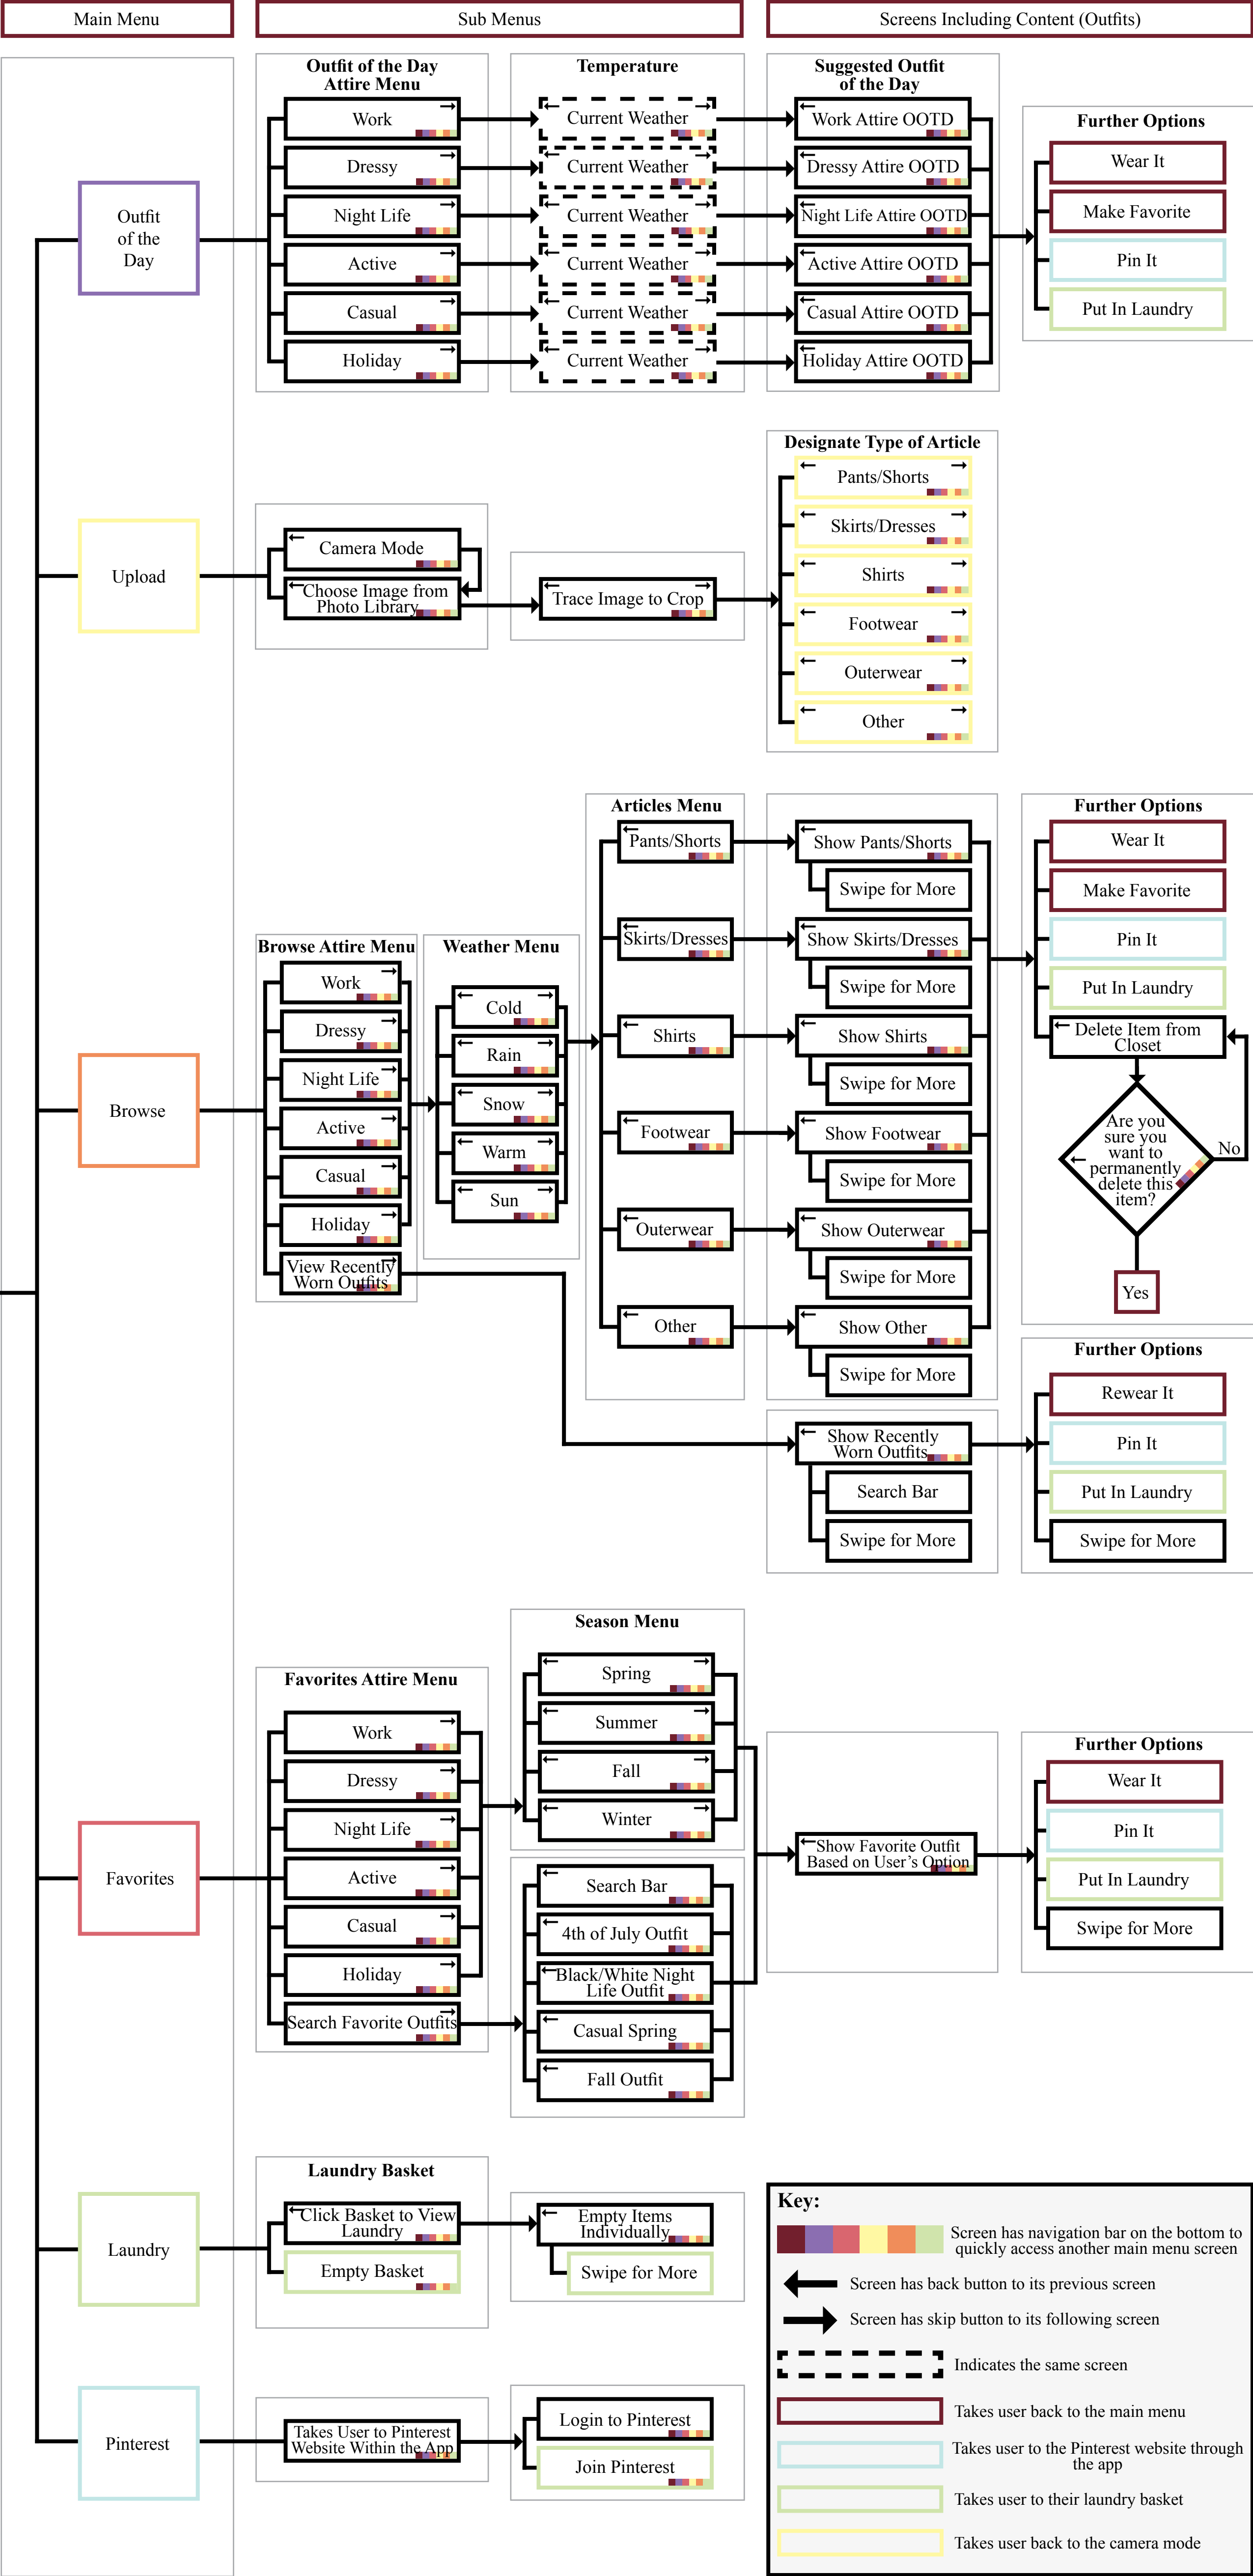 Main Menu
Sub Menus
Screens Including Content (Outfits)
Outfit
of the
Day
Outfit of the Day
Attire Menu
Work
Dressy
Night Life
Active
Casual
Holiday
Temperature
Current Weather
Current Weather
Current Weather
Current Weather
Current Weather
Current Weather
Suggested Outfit
of the Day
Work Attire OOTD
Dressy Attire OOTD
Night Life Attire OOTD
Active Attire OOTD
Casual Attire OOTD
Holiday Attire OOTD
Further Options
Wear It
Make Favorite
Pin It
Put In Laundry
Upload
Camera Mode
Choose Image from
Photo Library
Trace Image to Crop
Designate Type of Article
Pants/Shorts
Skirts/Dresses
Shirts
Footwear
Outerwear
Other
Browse
Browse Attire Menu
Work
Dressy
Night Life
Active
Casual
Holiday
View Recently
Worn Outfits
Weather Menu
Cold
Rain
Snow
Warm
Sun
Articles Menu
Pants/Shorts
Skirts/Dresses
Shirts
Footwear
Outerwear
Other
Show Pants/Shorts
Swipe for More
Show Skirts/Dresses
Swipe for More
Show Shirts
Swipe for More
Show Footwear
Swipe for More
Show Outerwear
Swipe for More
Show Other
Swipe for More
Further Options
Wear It
Make Favorite
Pin It
Put In Laundry
Delete Item from
Closet
Are you
sure you
want to
permanently
delete this
item?
No
Yes
Show Recently
Worn Outfits
Search Bar
Swipe for More
Further Options
Rewear It
Pin It
Put In Laundry
Swipe for More
Favorites
Favorites Attire Menu
Work
Dressy
Night Life
Active
Casual
Holiday
Search Favorite Outfits
Season Menu
Spring
Summer
Fall
Winter
Search Bar
4th of July Outfit
Black/White Night
Life Outfit
Casual Spring
Fall Outfit
Show Favorite Outfit
Based on User's Option
Further Options
Wear It
Pin It
Put In Laundry
Swipe for More
Laundry
Laundry Basket
Click Basket to View
Laundry
Empty Basket
Empty Items
Individually
Swipe for More
Pinterest
Takes User to Pinterest
Website Within the App
Login to Pinterest
Join Pinterest
Key:
Screen has navigation bar on the bottom to
quickly access another main menu screen
Screen has back button to its previous screen
Screen has skip button to its following screen
Indicates the same screen
Takes user back to the main menu
Takes user to the Pinterest website through
the app
Takes user to their laundry basket
Takes user back to the camera mode